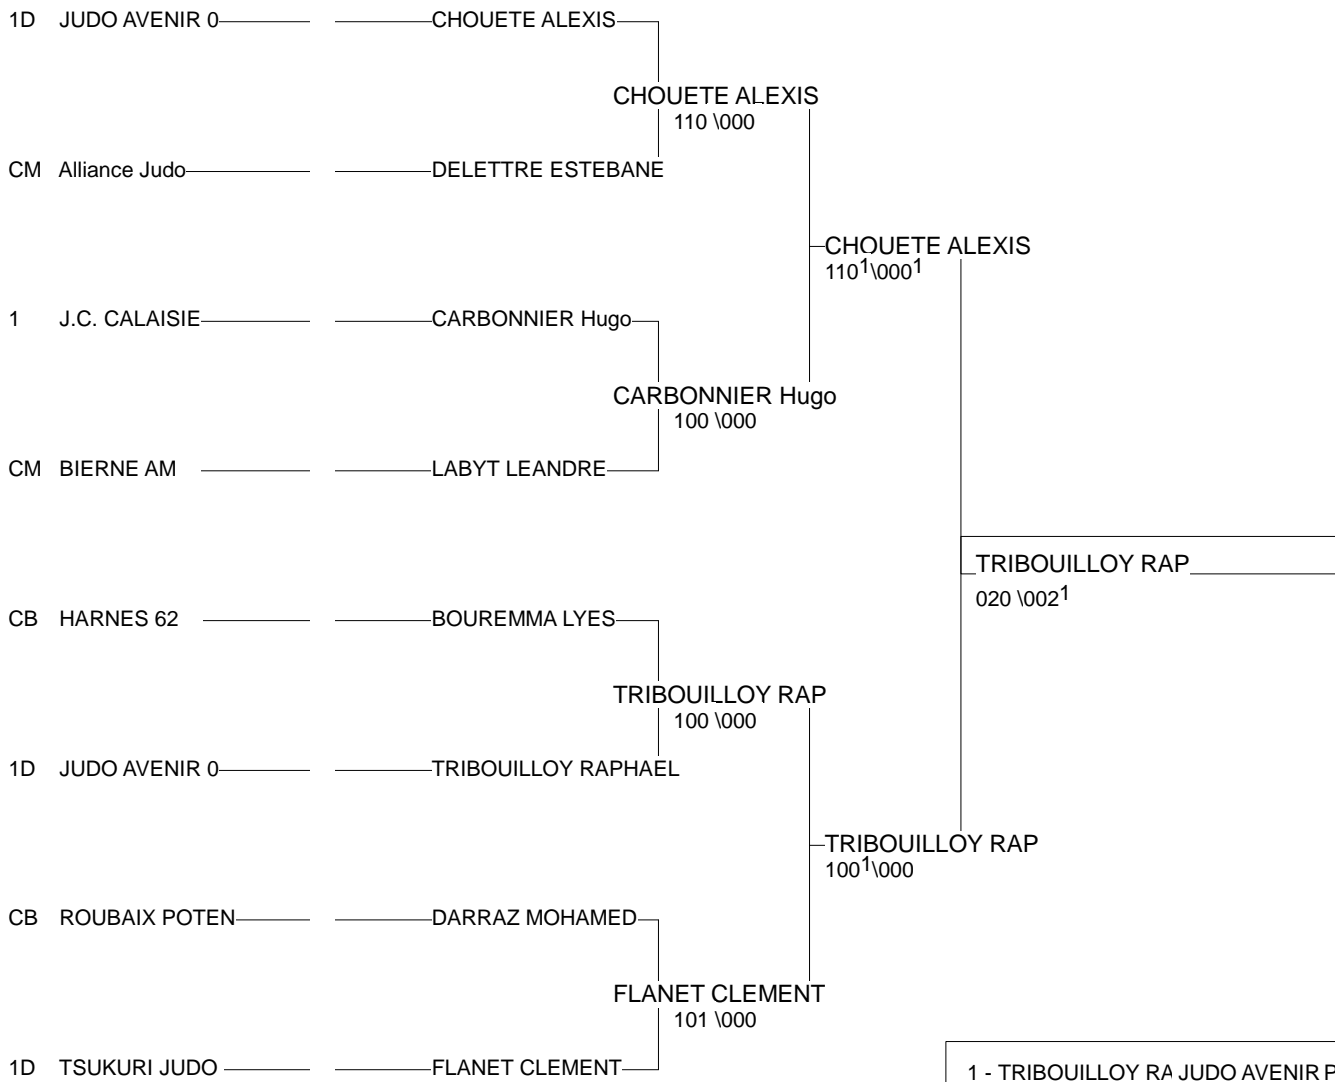 1D JUDO AVENIR 0 CHOUETE ALEXIS
CHOUETE ALEXIS
110 \000
CM Alliance Judo DELETTRE ESTEBANE
CHOUETE ALEXIS
110¹\000¹
1 J.C. CALAISIE CARBONNIER Hugo
CARBONNIER Hugo
100 \000
CM BIERNE AM LABYT LEANDRE
TRIBOUILLOY RAP
020 \002¹
CB HARNES 62 BOUREMMA LYES
TRIBOUILLOY RAP
100 \000
1D JUDO AVENIR 0 TRIBOUILLOY RAPHAEL
TRIBOUILLOY RAP
100¹\000
CB ROUBAIX POTEN DARRAZ MOHAMED
FLANET CLEMENT
101 \000
1D TSUKURI JUDO FLANET CLEMENT
1 - TRIBOUILLOY RA JUDO AVENIR P